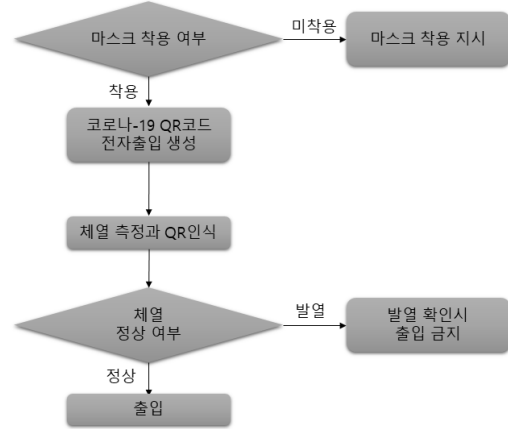 마스크 착용 여부
미착용
마스크 착용 지시
착용
코로나-19 QR코드
전자출입 생성
체열 측정과 QR인식
체열
정상 여부
발열
발열 확인시
출입 금지
정상
출입